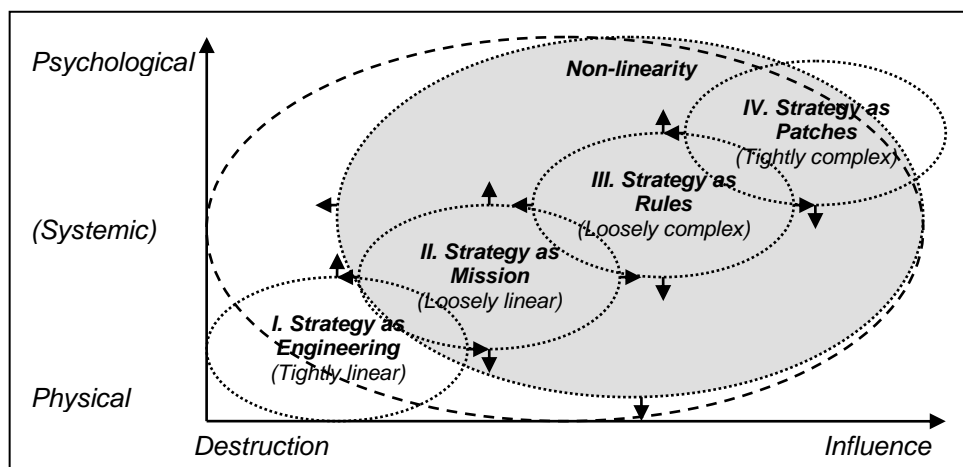 Psychological
Non-linearity
IV. Strategy as
Patches
(Tightly complex)
III. Strategy as
Rules
(Loosely complex)
(Systemic)
II. Strategy as
Mission
(Loosely linear)
I. Strategy as
Engineering
(Tightly linear)
Physical
Destruction
Influence